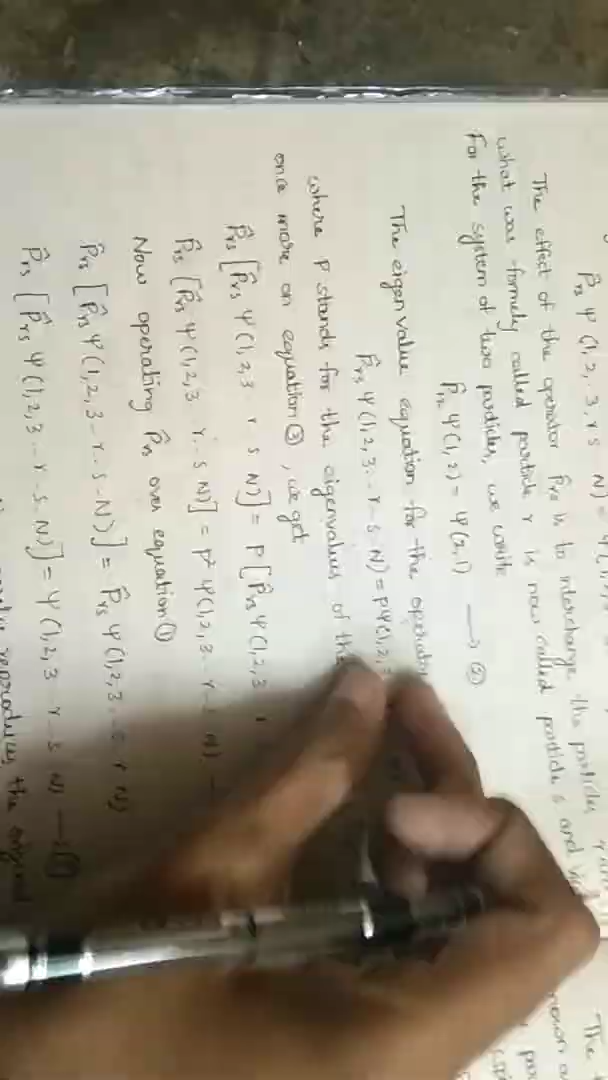 P̂rs ψ (1,2..3, r s N) = ψ (1,
The effect of the operator P̂rs is to interchange the particles r and
what was formely called particle r is now called particle s and
For the system of two particles, we write
P̂12 ψ(1,2) = ψ(2,1) → ②
The eigenvalue equation for the operator
P̂rs ψ (1,2,3.. - r - s - N) = Pψ(1,2,3
where P stands for the eigenvalues of the
once more on equation ③, we get
P̂rs [P̂rs ψ (1,2,3 r s N)] = P [P̂rs ψ (1,2,3
P̂rs [P̂rs ψ (1,2,3 - r.. s N)] = P² ψ(1,2,3.. r - N) -
Now operating P̂rs over equation ①
P̂rs [P̂rs ψ (1,2,3 - r - s - N)] = P̂rs ψ (1,2,3 - s r N)
P̂rs [P̂rs ψ (1,2,3.. - r - s - N)] = ψ (1,2,3 - r - s N) →
reproduces the original
The